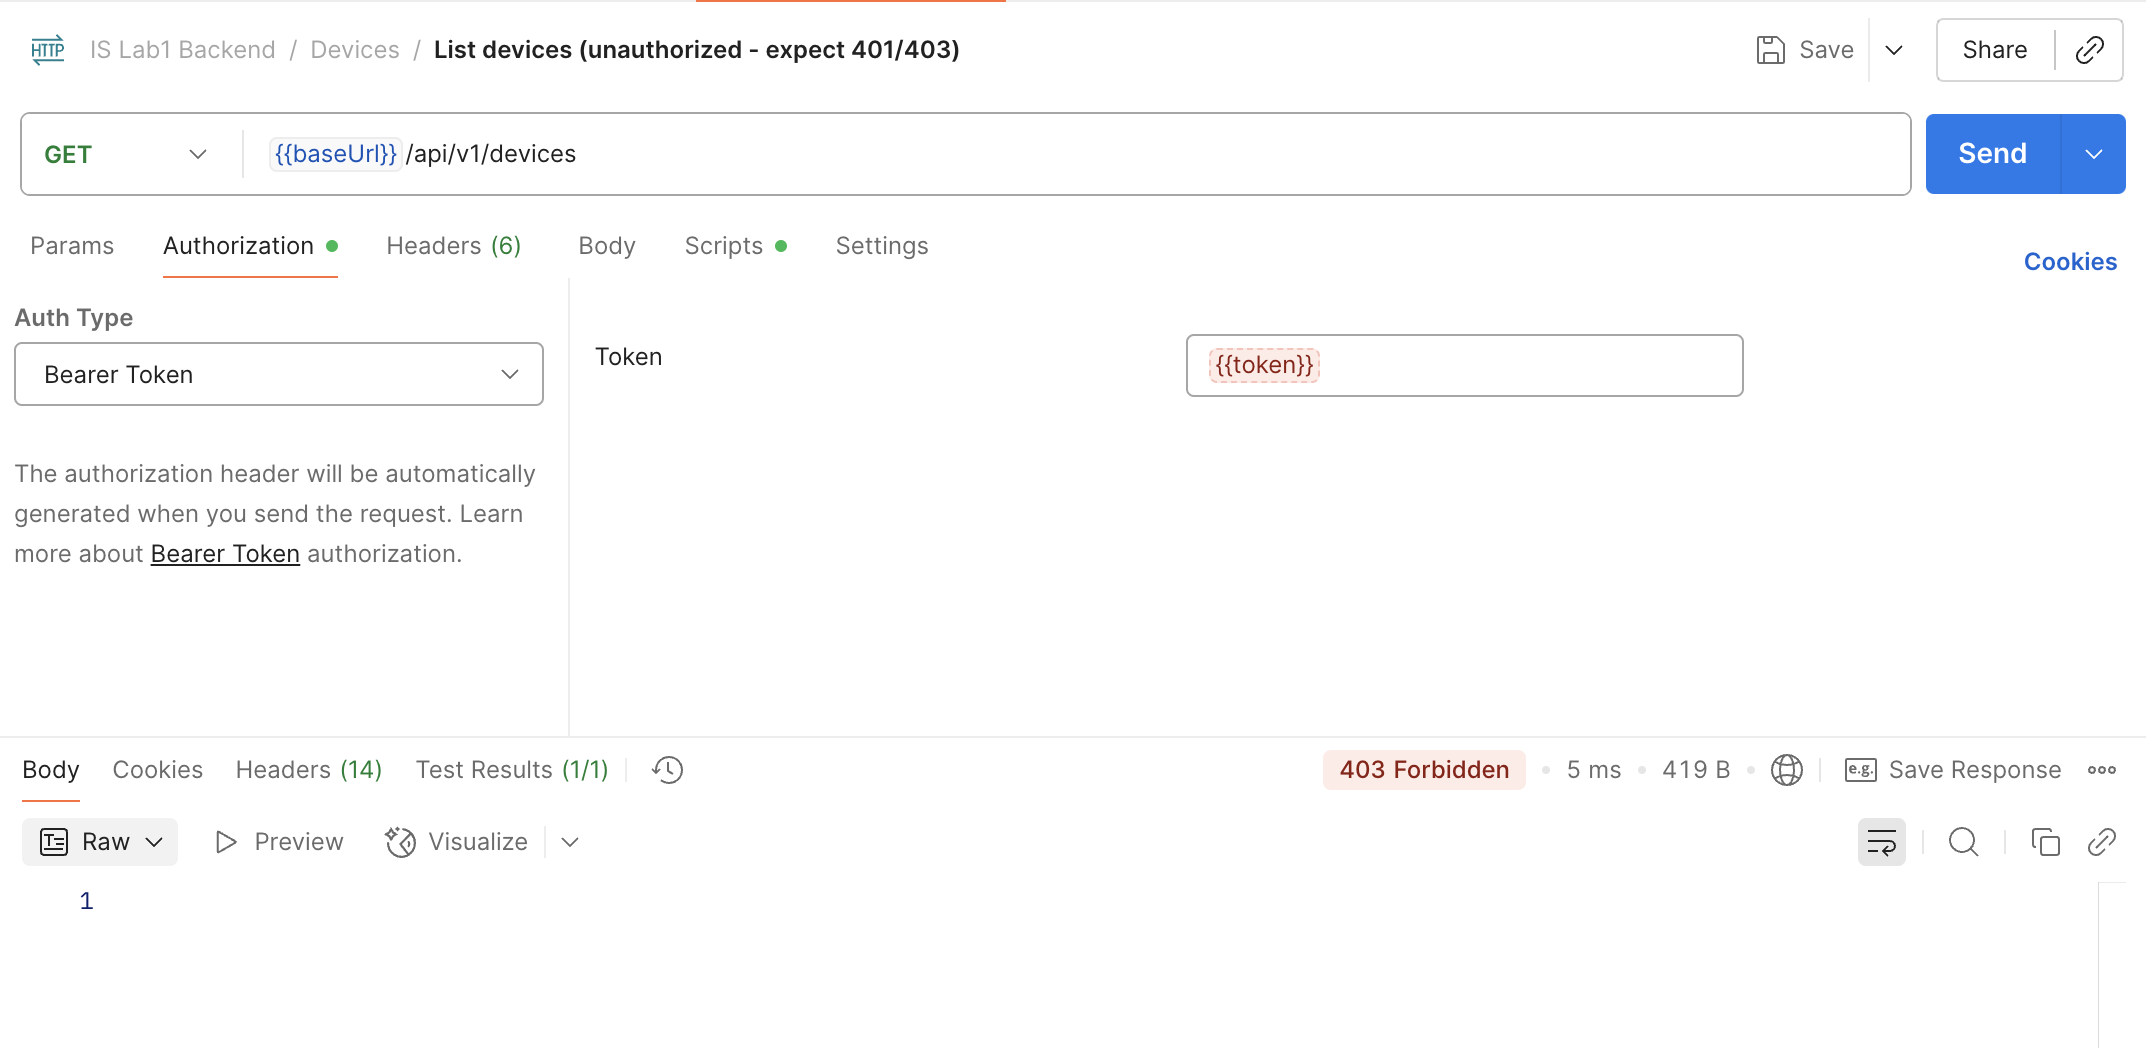 HTTP IS Lab1 Backend / Devices / List devices (unauthorized - expect 401/403) Save Share
GET {{baseUrl}}/api/v1/devices Send
Params Authorization Headers (6) Body Scripts Settings Cookies
Auth Type
Bearer Token
Token {{token}}
The authorization header will be automatically
generated when you send the request. Learn
more about Bearer Token authorization.
Body Cookies Headers (14) Test Results (1/1) 403 Forbidden • 5 ms • 419 B • e.g. Save Response
Raw Preview Visualize
1